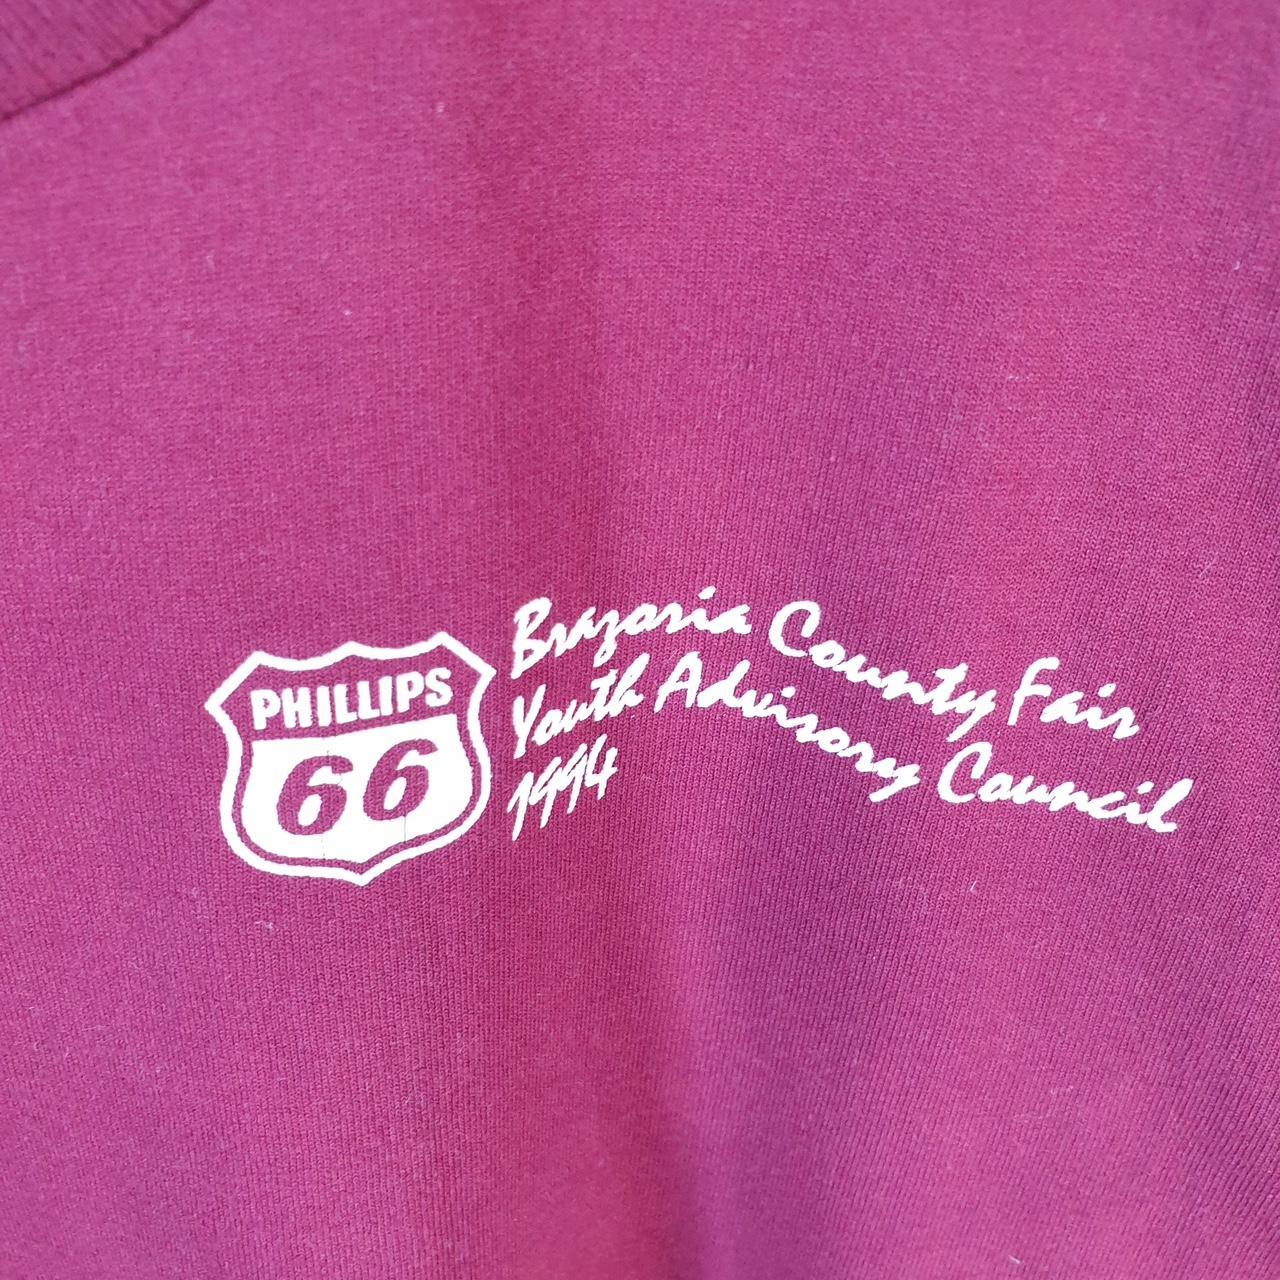 PHILLIPS
66
Brazoria County Fair
Youth Advisory Council
1994